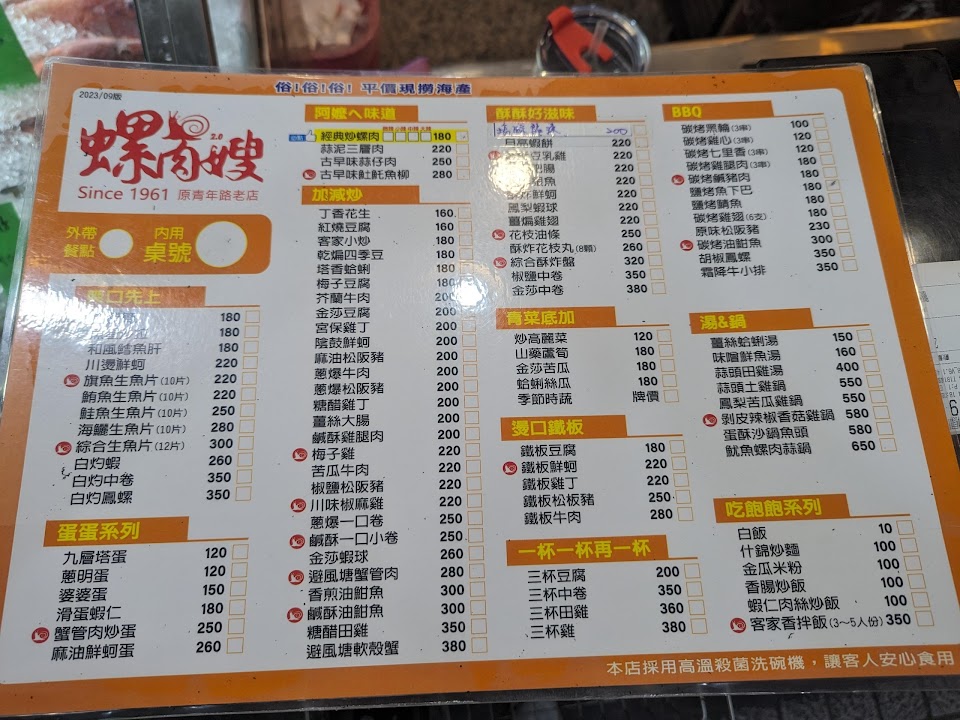 俗!俗!俗! 平價現撈海產
2023/09版
螺肉嫂 2.0
Since 1961 原青年路老店
外帶餐點
內用桌號
口先上
180
180
和風鱈魚肝 180
川燙鮮蚵 220
旗魚生魚片(10片) 220
鮪魚生魚片(10片) 220
鮭魚生魚片(10片) 250
海鱺生魚片(10片) 280
綜合生魚片(12片) 300
白灼蝦 260
白灼中卷 350
白灼鳳螺 350
蛋蛋系列
九層塔蛋 120
蔥明蛋 120
婆婆蛋 150
滑蛋蝦仁 180
蟹管肉炒蛋 250
麻油鮮蚵蛋 260
阿嬤ㄟ味道
經典炒螺肉 180
蒜泥三層肉 220
古早味蒜仔肉 250
古早味魠魠魚柳 280
加減炒
丁香花生 160
紅燒豆腐 160
客家小炒 180
乾煸四季豆 180
塔香蛤蜊 180
梅子豆腐 180
芥蘭牛肉 200
金莎豆腐 200
宮保雞丁 200
蔭鼓鮮蚵 200
麻油松阪豬 200
蔥爆牛肉 200
蔥爆松阪豬 200
糖醋雞丁 200
薑絲大腸 200
鹹酥雞腿肉 200
梅子雞 220
苦瓜牛肉 220
椒鹽松阪豬 220
川味椒麻雞 220
蔥爆一口卷 250
鹹酥一口小卷 250
金莎蝦球 260
避風塘蟹管肉 280
香煎油魽魚 300
鹹酥油魽魚 300
糖醋田雞 350
避風塘軟殼蟹 380
酥酥好滋味
200
月亮蝦餅 220
豆乳雞 220
肥腸 220
魚 220
酥炸鮮蚵 220
鳳梨蝦球 220
薑煸雞翅 220
花枝油條 250
酥炸花枝丸(8顆) 260
綜合酥炸盤 320
椒鹽中卷 350
金莎中卷 380
青菜底加
炒高麗菜 120
山藥蘆筍 180
金莎苦瓜 180
蛤蜊絲瓜 180
季節時蔬 牌價
燙口鐵板
鐵板豆腐 180
鐵板鮮蚵 220
鐵板雞丁 220
鐵板松板豬 250
鐵板牛肉 280
一杯一杯再一杯
三杯豆腐 200
三杯中卷 350
三杯田雞 360
三杯雞 380
BBQ
碳烤黑輪(3串) 100
碳烤雞心(3串) 120
碳烤七里香(3串) 120
碳烤雞腿肉(3串) 180
碳烤鹹豬肉 180
鹽烤魚下巴 180
鹽烤鯖魚 180
碳烤雞翅(6支) 180
原味松阪豬 230
碳烤油魽魚 300
胡椒鳳螺 350
霜降牛小排 350
湯&鍋
薑絲蛤蜊湯 150
味噌鮮魚湯 160
蒜頭田雞湯 400
蒜頭土雞鍋 550
鳳梨苦瓜雞鍋 550
剝皮辣椒香菇雞鍋 580
蛋酥沙鍋魚頭 580
魷魚螺肉蒜鍋 650
吃飽飽系列
白飯 10
什錦炒麵 100
金瓜米粉 100
香腸炒飯 100
蝦仁肉絲炒飯 100
客家香拌飯(3～5人份) 350
本店採用高溫殺菌洗碗機，讓客人安心食用